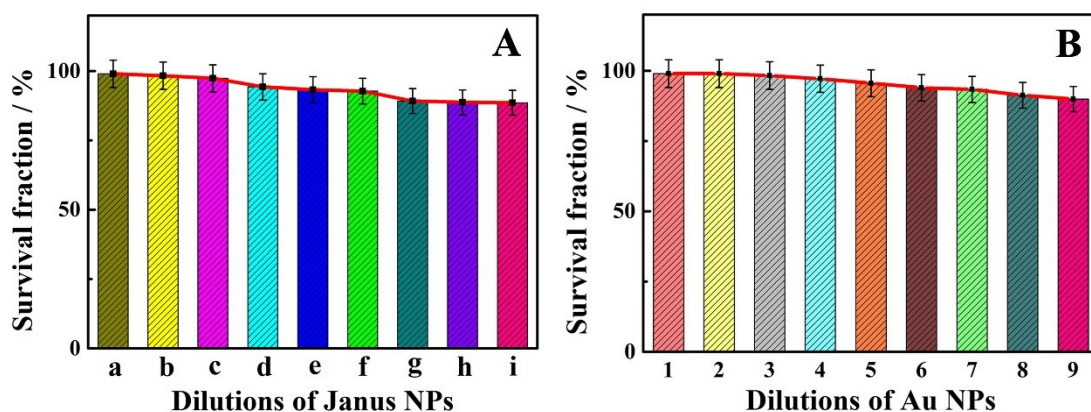 A
Survival fraction / %
100
50
0
a b c d e f g h i
Dilutions of Janus NPs
B
Survival fraction / %
100
50
0
1 2 3 4 5 6 7 8 9
Dilutions of Au NPs